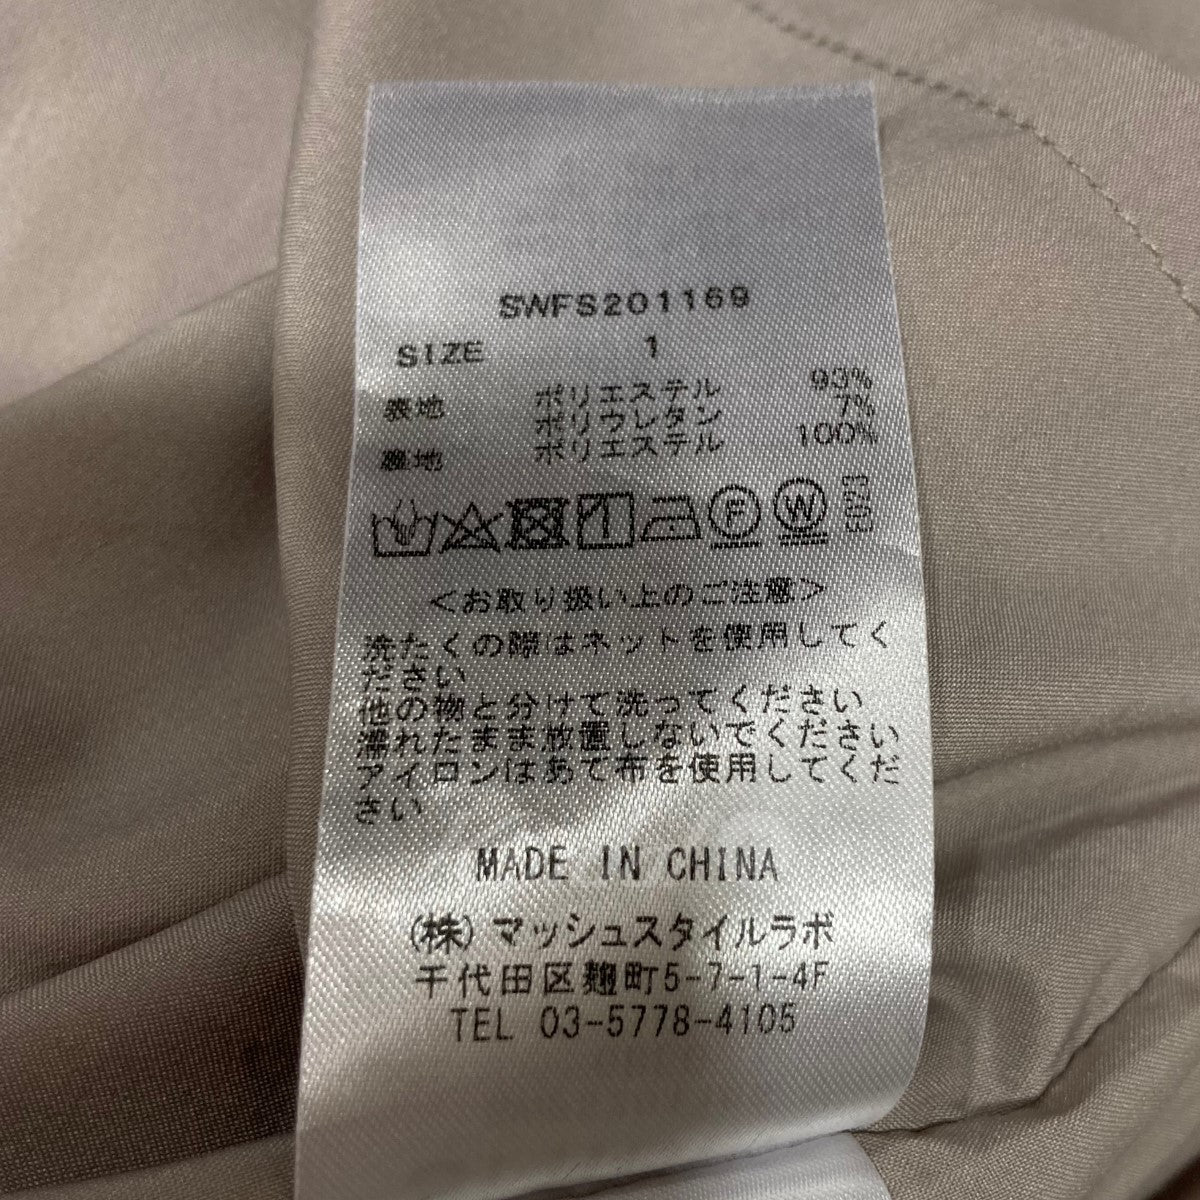 SWFS201169
SIZE 1
表地 ポリエステル 93%
ポリウレタン 7%
裏地 ポリエステル 100%
F W
<お取り扱い上のご注意>
洗たくの際はネットを使用してく
ださい
他の物と分けて洗ってください
濡れたまま放置しないでください
アイロンはあて布を使用してくだ
さい
MADE IN CHINA
(株)マッシュスタイルラボ
千代田区麹町5-7-1-4F
TEL 03-5778-4105